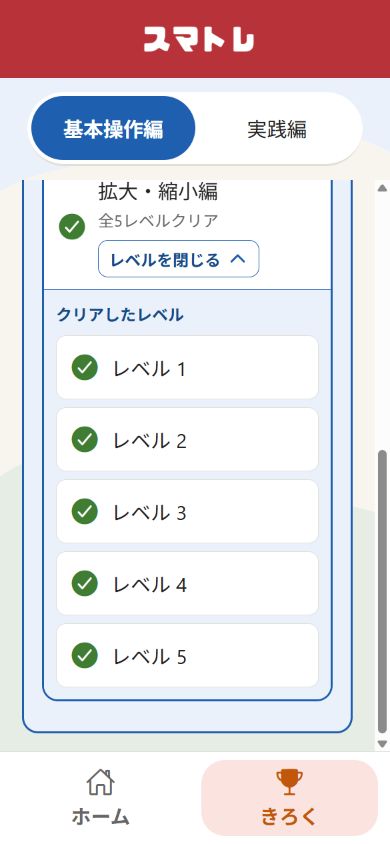 スマトレ
基本操作編
実践編
拡大・縮小編
全5レベルクリア
レベルを閉じる
クリアしたレベル
レベル 1
レベル 2
レベル 3
レベル 4
レベル 5
ホーム
きろく